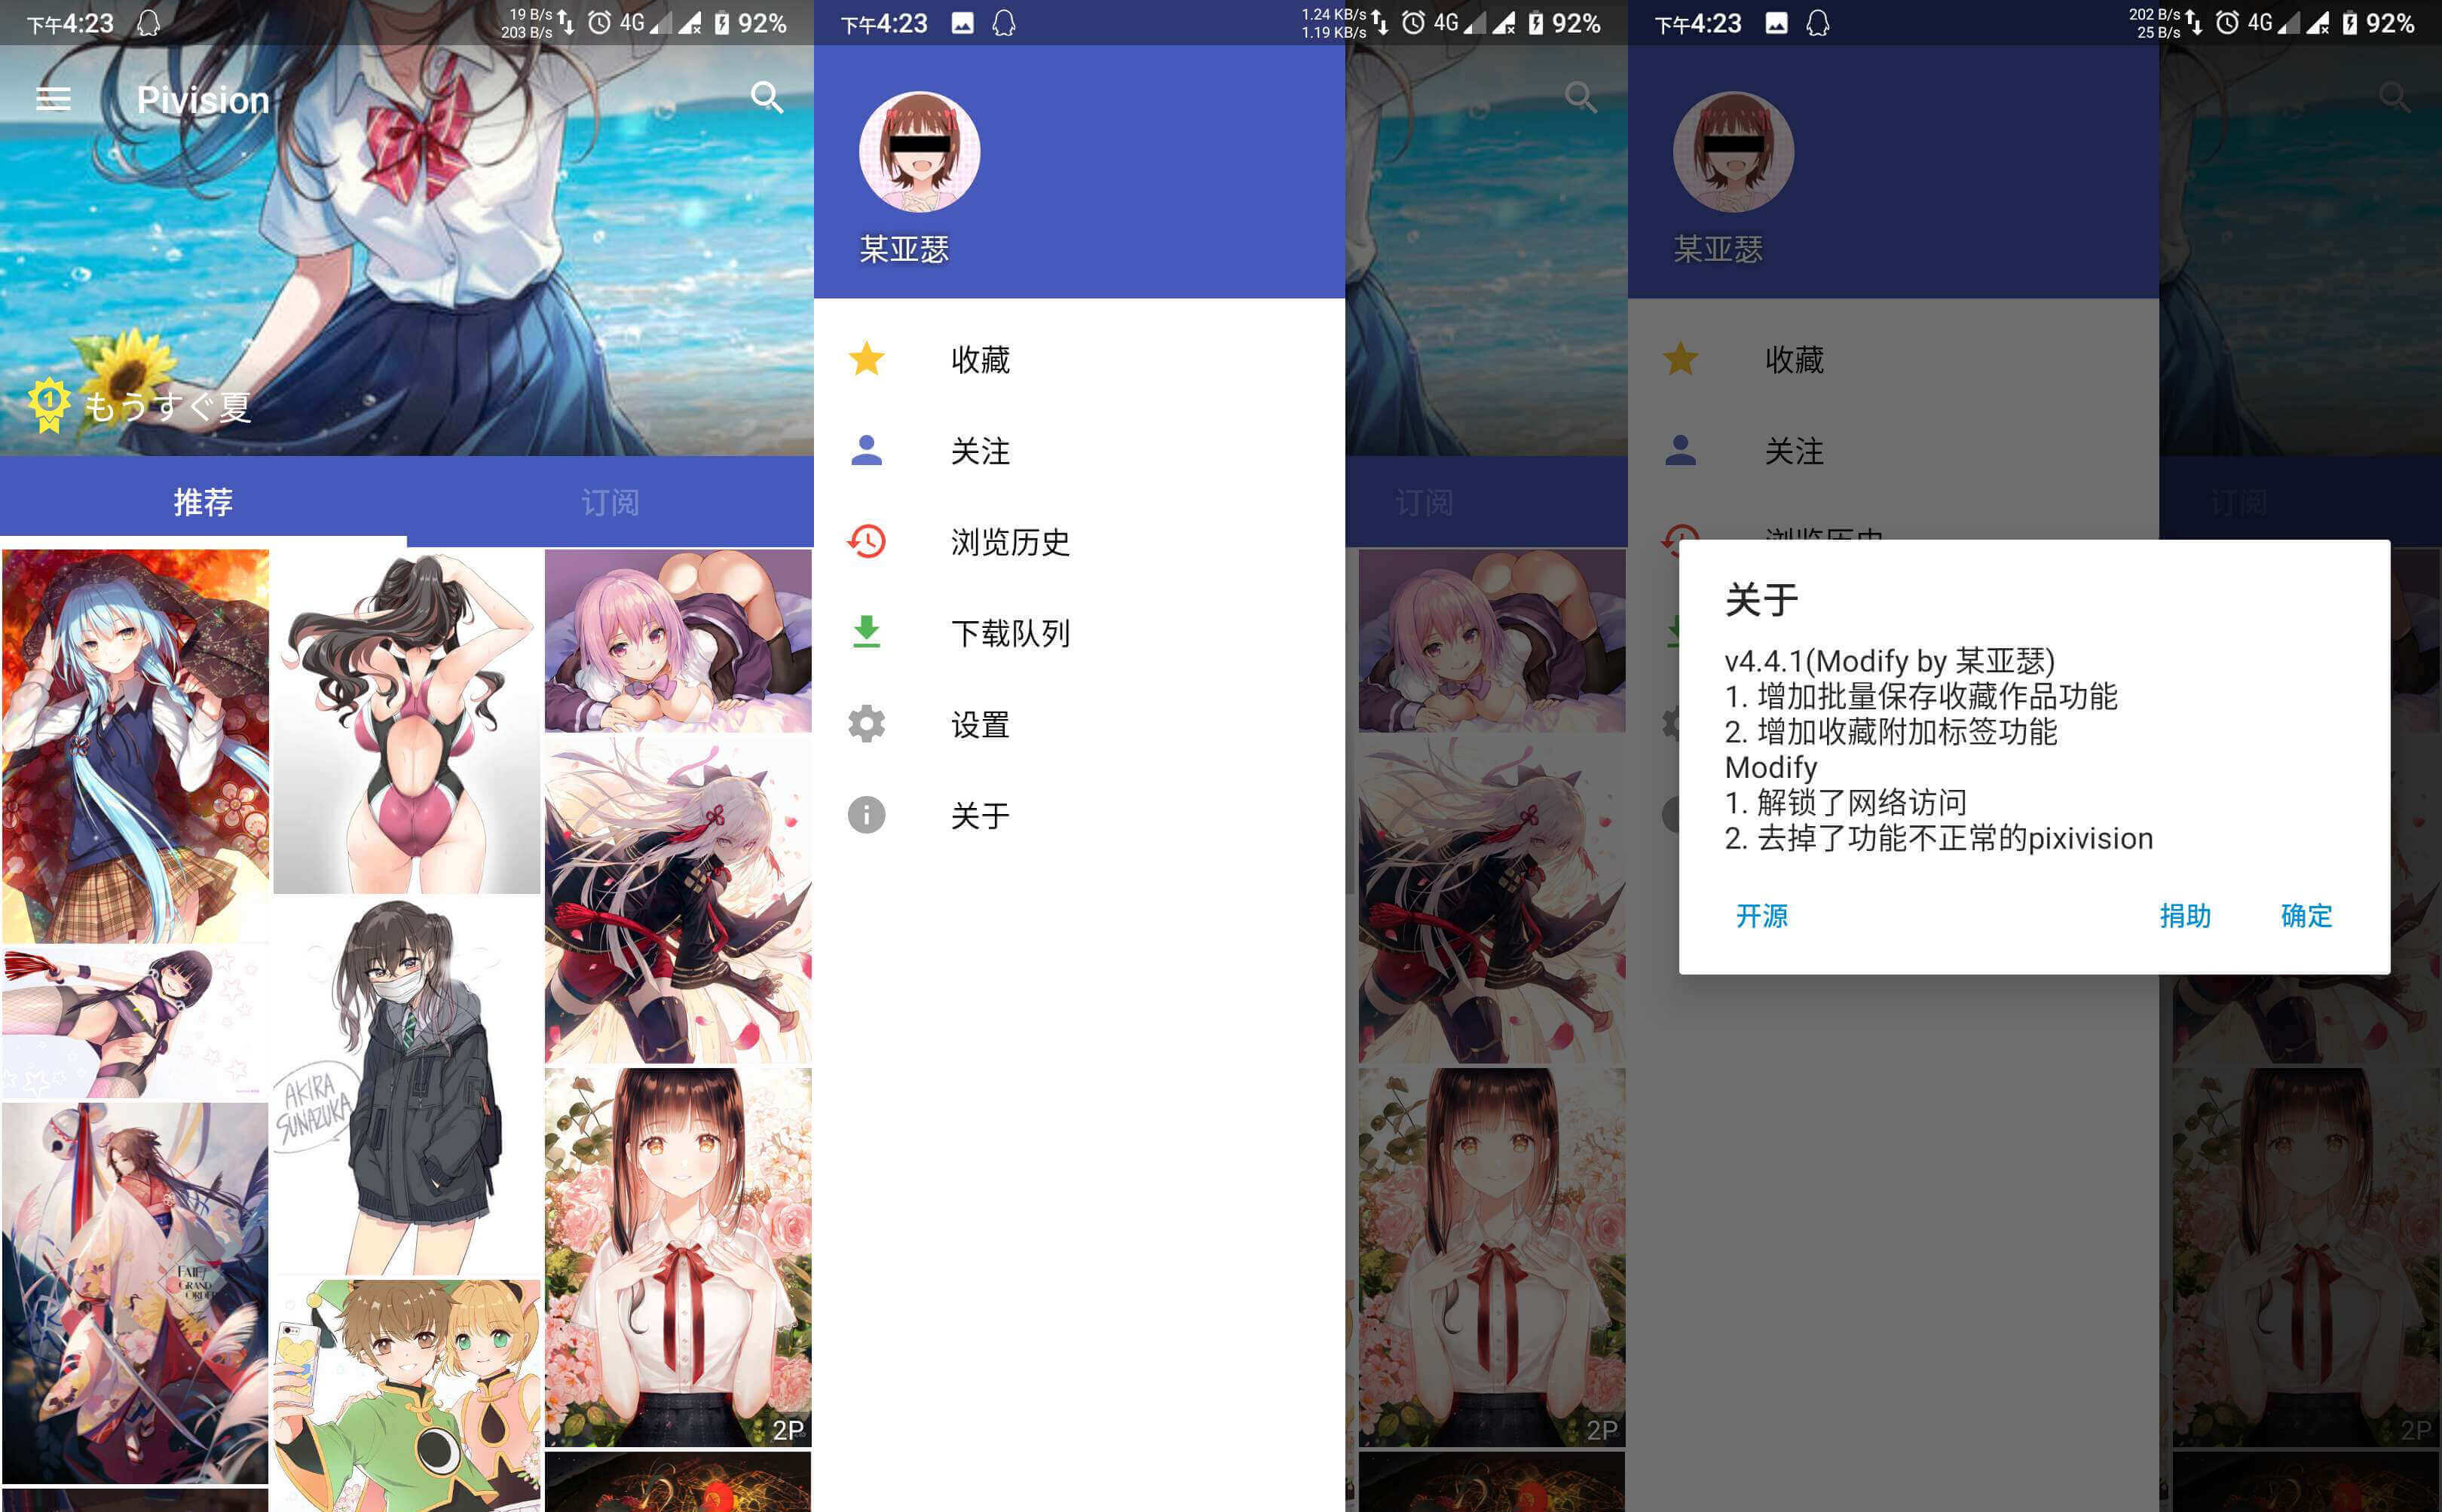 下午4:23
19 B/s
203 B/s
4G
92%
Pivision
1
もうすぐ夏
推荐
订阅
AKIRA
SUNAZUKA
FATE/
GRAND
ORDER
2P
下午4:23
1.24 KB/s
1.19 KB/s
4G
92%
某亚瑟
收藏
关注
浏览历史
下载队列
设置
关于
订阅
2P
下午4:23
202 B/s
25 B/s
4G
92%
某亚瑟
收藏
关注
浏览历史
订阅
关于
v4.4.1(Modify by 某亚瑟)
1. 增加批量保存收藏作品功能
2. 增加收藏附加标签功能
Modify
1. 解锁了网络访问
2. 去掉了功能不正常的pixivision
开源
捐助
确定
2P